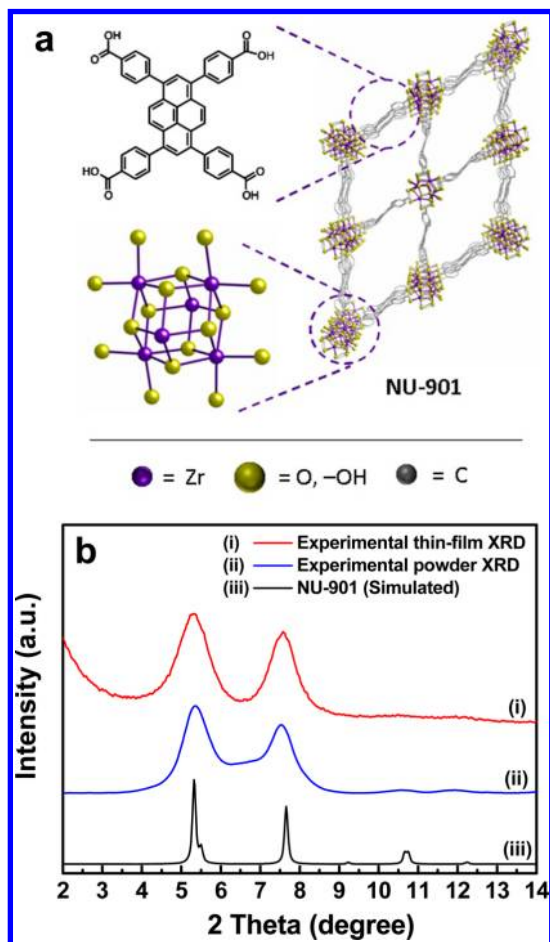 a
OH
OH
O
O
HO
O
O
OH
NU-901
= Zr
= O, –OH
= C
b
(i) Experimental thin-film XRD
(ii) Experimental powder XRD
(iii) NU-901 (Simulated)
(i)
(ii)
(iii)
Intensity (a.u.)
2 3 4 5 6 7 8 9 10 11 12 13 14
2 Theta (degree)